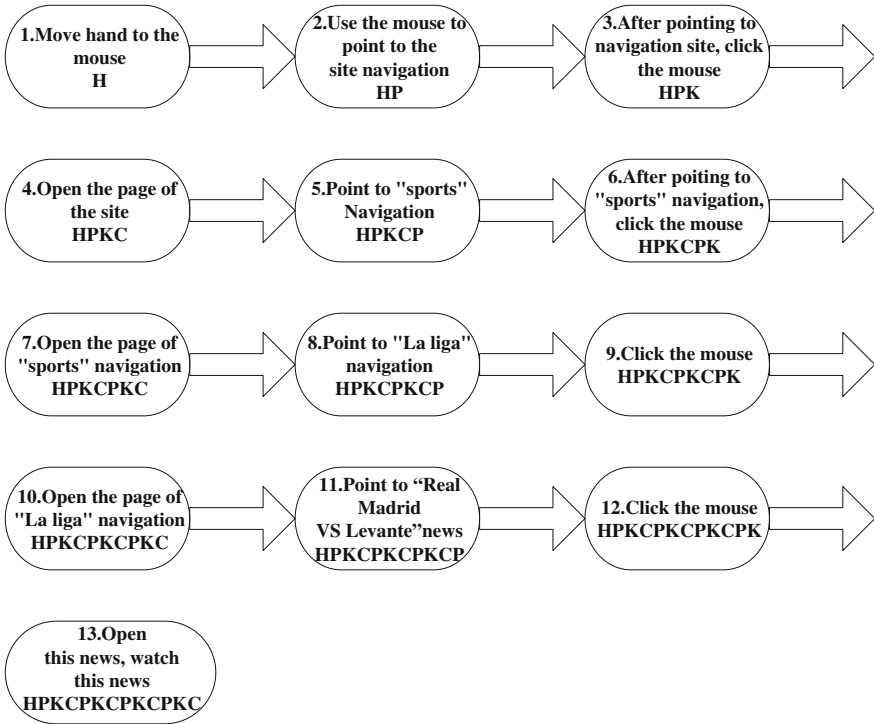 1.Move hand to the
mouse
H
2.Use the mouse to
point to the
site navigation
HP
3.After pointing to
navigation site, click
the mouse
HPK
4.Open the page of
the site
HPKC
5.Point to "sports"
Navigation
HPKCP
6.After poiting to
"sports" navigation,
click the mouse
HPKCPK
7.Open the page of
"sports" navigation
HPKCPKC
8.Point to "La liga"
navigation
HPKCPKCP
9.Click the mouse
HPKCPKCPK
10.Open the page of
"La liga" navigation
HPKCPKCPKC
11.Point to “Real
Madrid
VS Levante”news
HPKCPKCPKCP
12.Click the mouse
HPKCPKCPKCPK
13.Open
this news, watch
this news
HPKCPKCPKCPKC